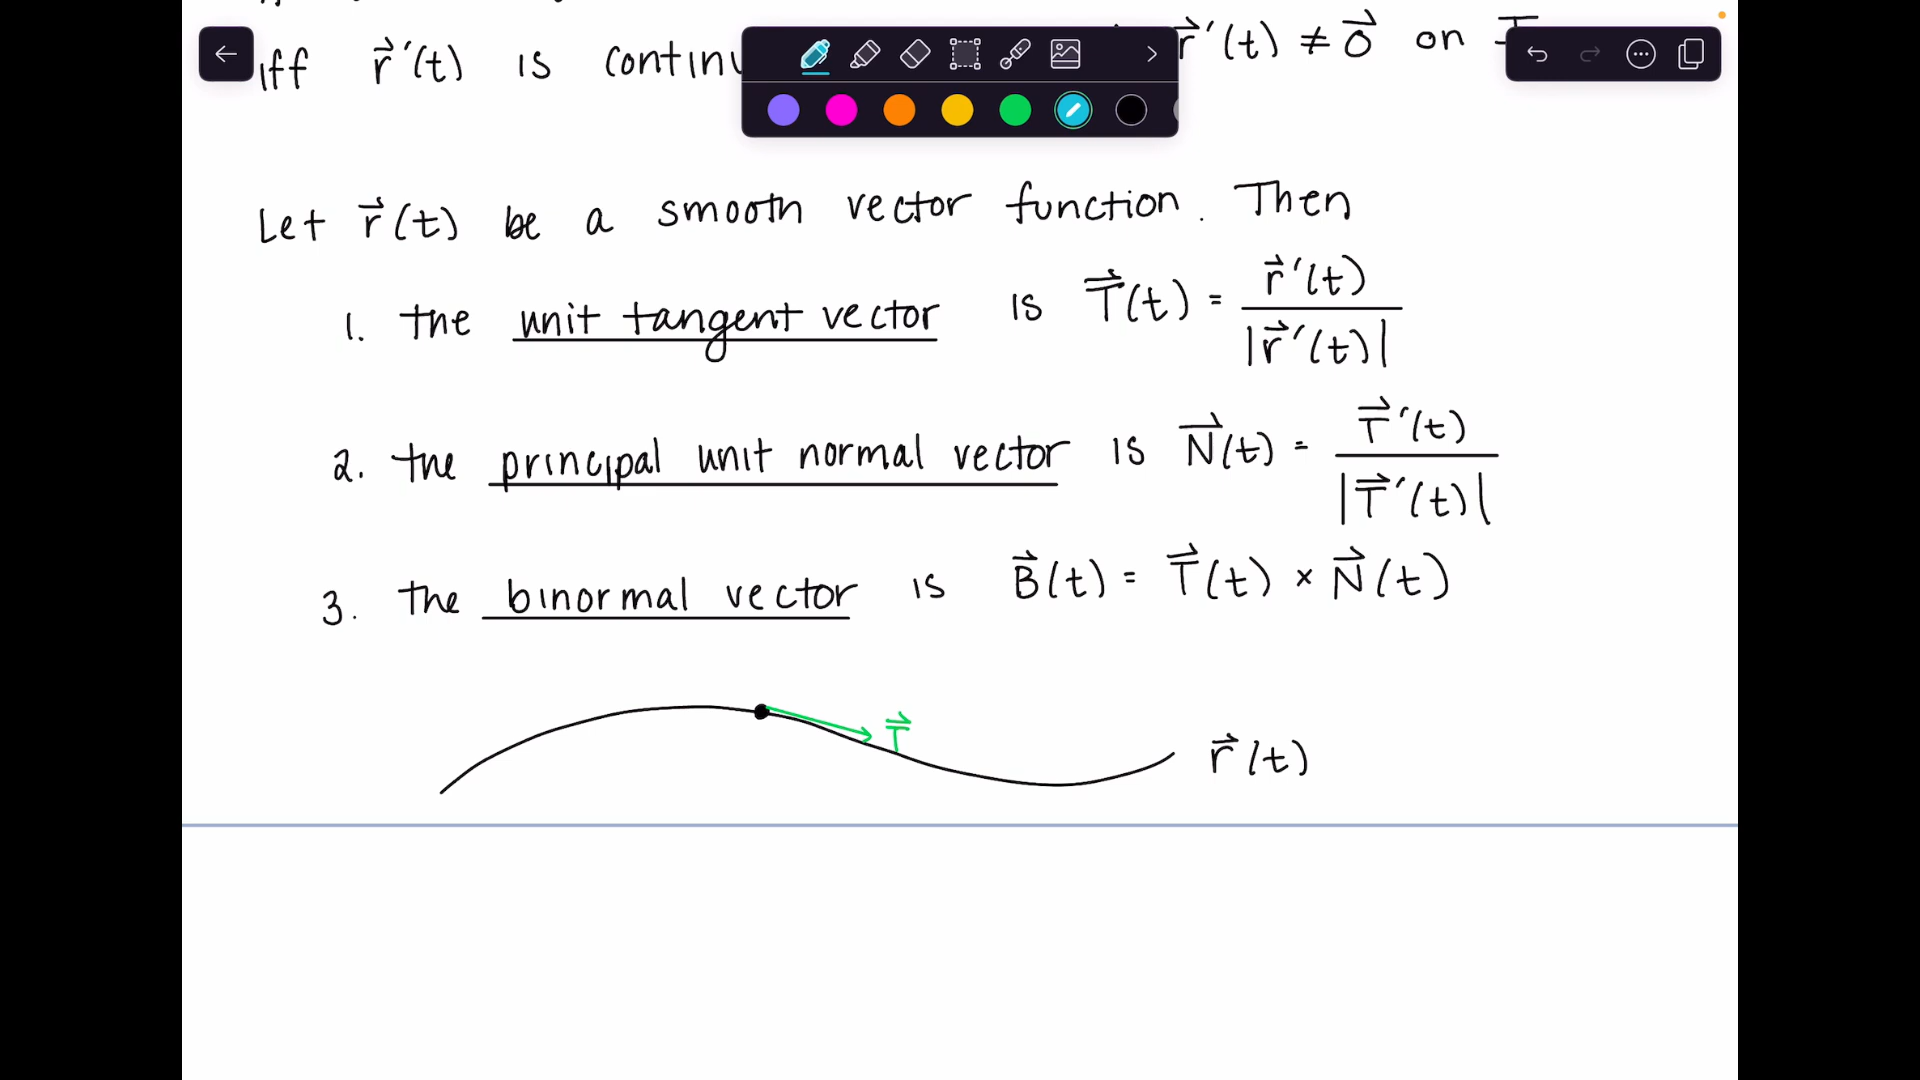 iff r⃗'(t) is continu r⃗'(t) ≠ 0⃗ on I
Let r⃗(t) be a smooth vector function. Then
1. the unit tangent vector is T⃗(t) = r⃗'(t) / |r⃗'(t)|
2. the principal unit normal vector is N⃗(t) = T⃗'(t) / |T⃗'(t)|
3. the binormal vector is B⃗(t) = T⃗(t) × N⃗(t)
T⃗
r⃗(t)